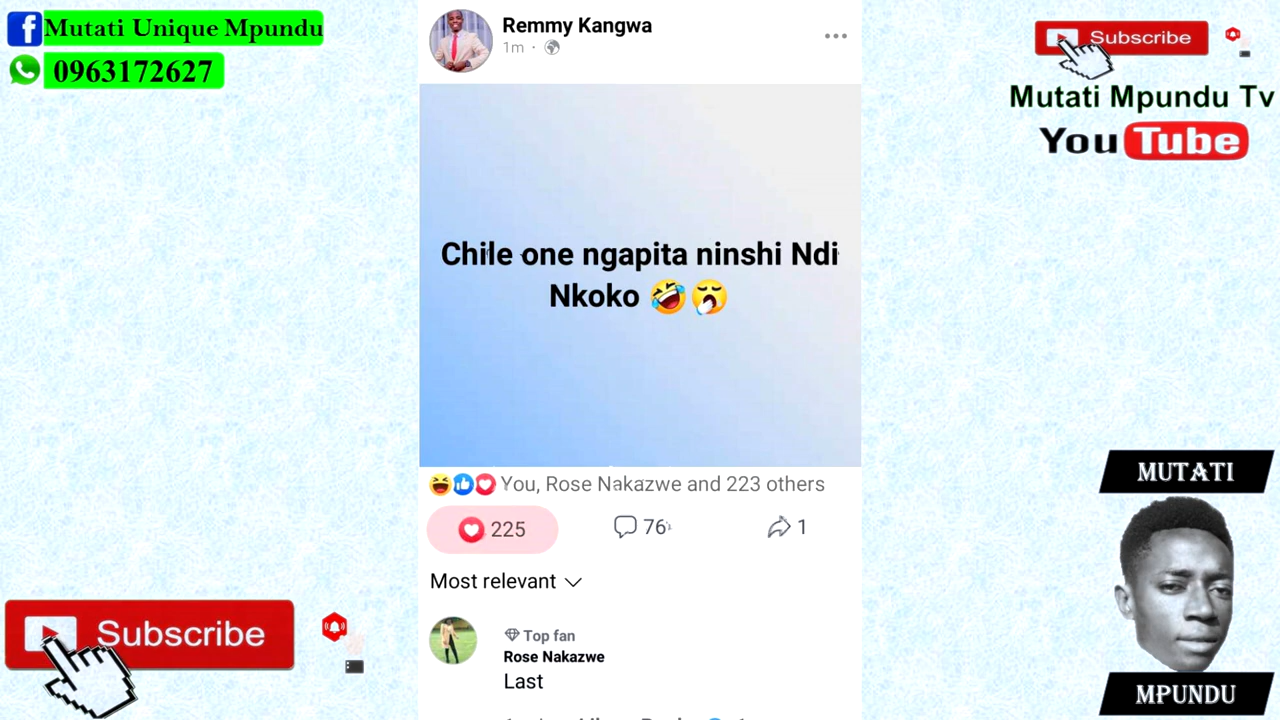 Mutati Unique Mpundu
0963172627
Remmy Kangwa
1m
Subscribe
Mutati Mpundu Tv
YouTube
Chile one ngapita ninshi Ndi
Nkoko 🤣🥱
You, Rose Nakazwe and 223 others
225
76
1
Most relevant
Top fan
Rose Nakazwe
Last
Subscribe
MUTATI
MPUNDU